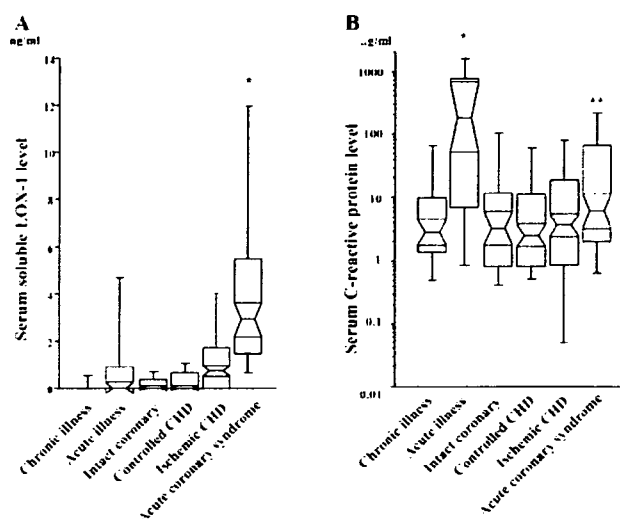 A
ng/ml
Serum soluble LOX-1 level
14
12
10
8
6
4
2
0
*
Chronic illness
Acute illness
Intact coronary
Controlled CHD
Ischemic CHD
Acute coronary syndrome
B
µg/ml
Serum C-reactive protein level
1000
100
10
1
0.1
0.01
*
**
Chronic illness
Acute illness
Intact coronary
Controlled CHD
Ischemic CHD
Acute coronary syndrome